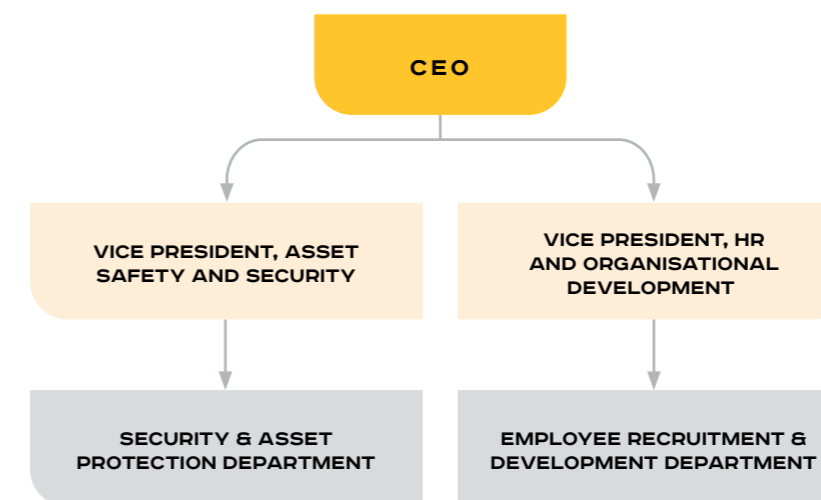 CEO
VICE PRESIDENT, ASSET
SAFETY AND SECURITY
VICE PRESIDENT, HR
AND ORGANISATIONAL
DEVELOPMENT
SECURITY & ASSET
PROTECTION DEPARTMENT
EMPLOYEE RECRUITMENT &
DEVELOPMENT DEPARTMENT